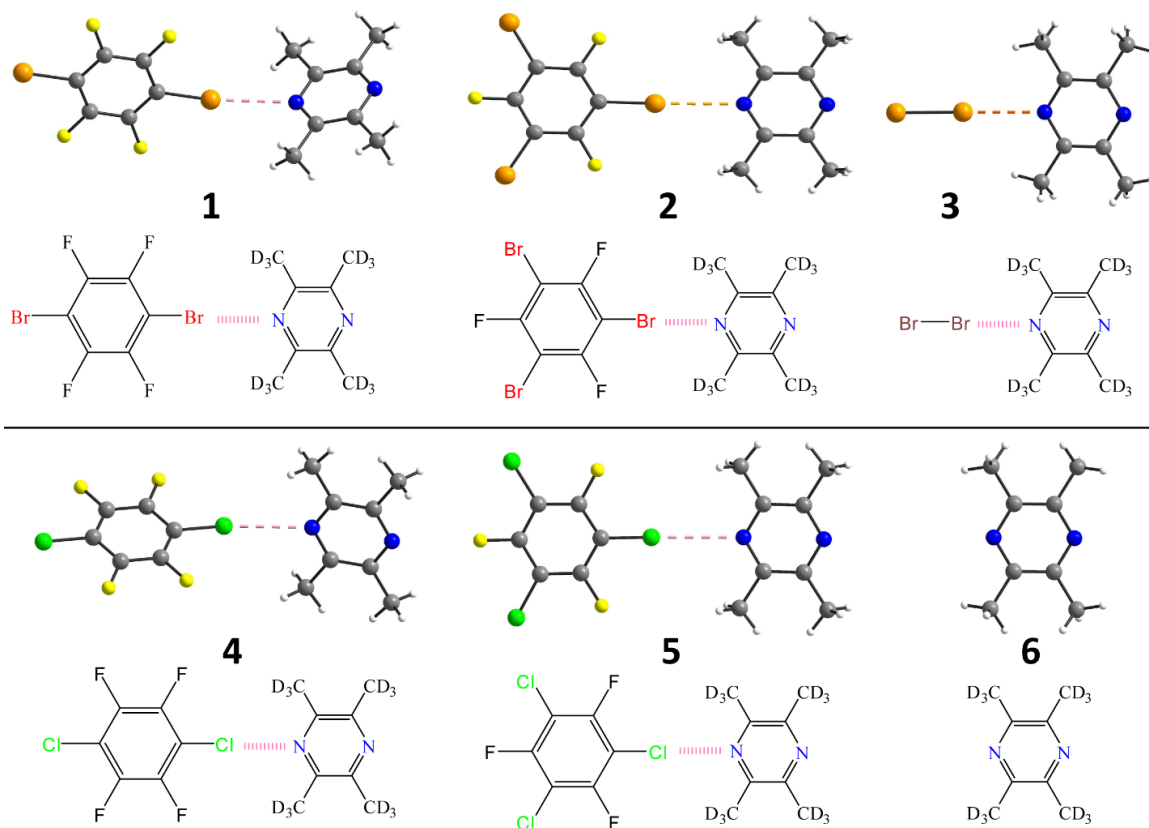 1 2 3
F F
D₃C CD₃
Br Br N N
F F
D₃C CD₃
Br F
D₃C CD₃
F Br N N
Br F
D₃C CD₃
D₃C CD₃
Br Br N N
D₃C CD₃
4 5 6
F F
D₃C CD₃
Cl Cl N N
F F
D₃C CD₃
Cl F
D₃C CD₃
F Cl N N
Cl F
D₃C CD₃
D₃C CD₃
N N
D₃C CD₃